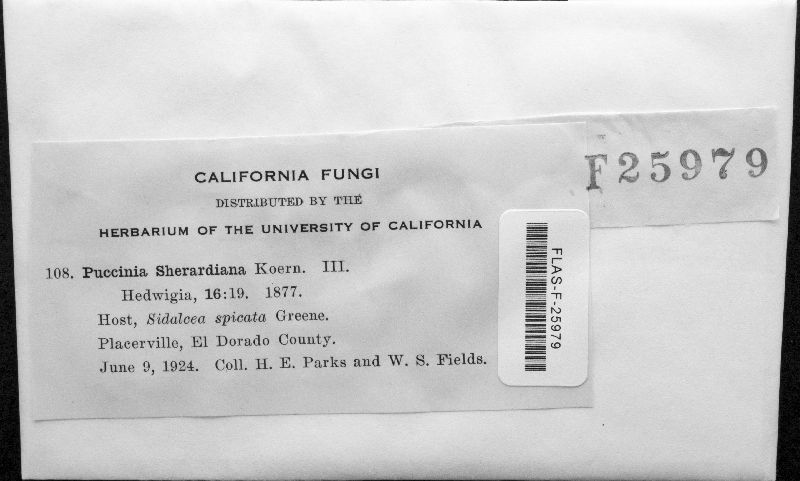 CALIFORNIA FUNGI
DISTRIBUTED BY THE
HERBARIUM OF THE UNIVERSITY OF CALIFORNIA
108. Puccinia Sherardiana Koern. III.
Hedwigia, 16:19. 1877.
Host, Sidalcea spicata Greene.
Placerville, El Dorado County.
June 9, 1924. Coll. H. E. Parks and W. S. Fields.
F25979
FLAS-F-25979